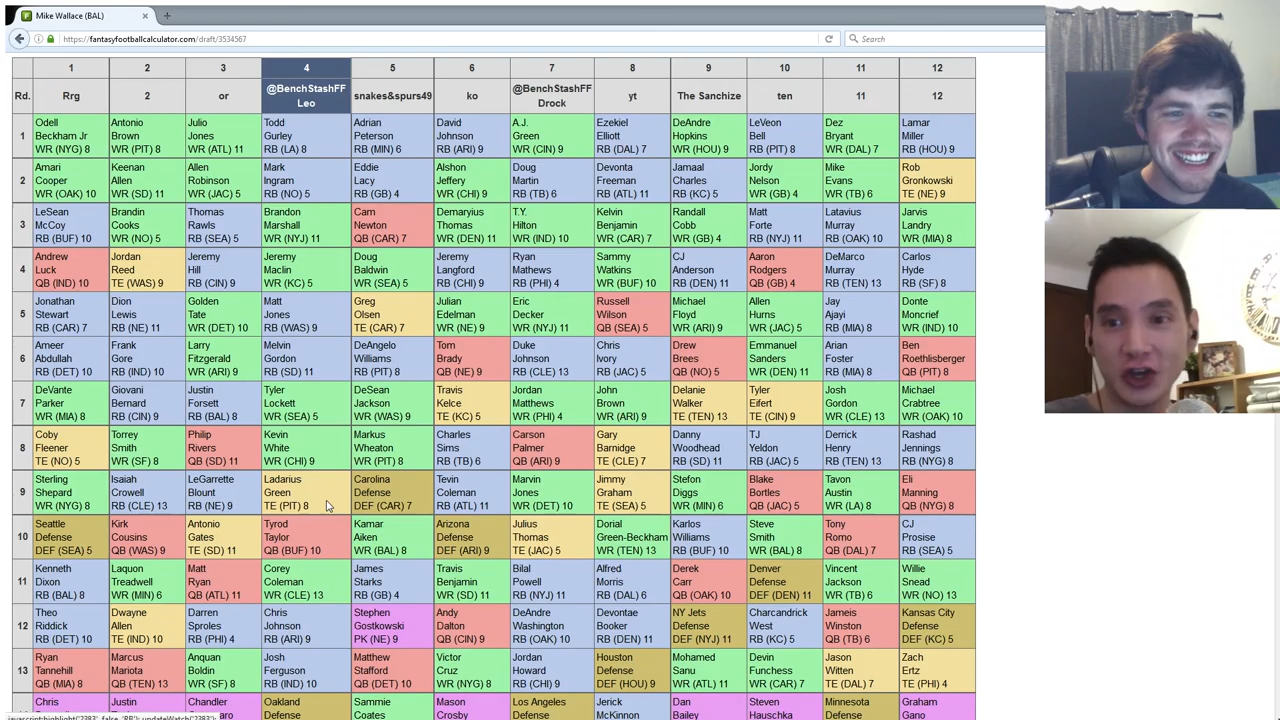 Mike Wallace (BAL)
https://fantasyfootballcalculator.com/draft/3534567
Search
1 2 3 4 5 6 7 8 9 10 11 12
Rd. Rrg 2 or @BenchStashFF Leo snakes&spurs49 ko @BenchStashFF Drock yt The Sanchize ten 11 12
1
Odell Antonio Julio Todd Adrian David A.J. Ezekiel DeAndre LeVeon Dez Lamar
Beckham Jr Brown Jones Gurley Peterson Johnson Green Elliott Hopkins Bell Bryant Miller
WR (NYG) 8 WR (PIT) 8 WR (ATL) 11 RB (LA) 8 RB (MIN) 6 RB (ARI) 9 WR (CIN) 9 RB (DAL) 7 WR (HOU) 9 RB (PIT) 8 WR (DAL) 7 RB (HOU) 9
2
Amari Keenan Allen Mark Eddie Alshon Doug Devonta Jamaal Jordy Mike Rob
Cooper Allen Robinson Ingram Lacy Jeffery Martin Freeman Charles Nelson Evans Gronkowski
WR (OAK) 10 WR (SD) 11 WR (JAC) 5 RB (NO) 5 RB (GB) 4 WR (CHI) 9 RB (TB) 6 RB (ATL) 11 RB (KC) 5 WR (GB) 4 WR (TB) 6 TE (NE) 9
3
LeSean Brandin Thomas Brandon Cam Demaryius T.Y. Kelvin Randall Matt Latavius Jarvis
McCoy Cooks Rawls Marshall Newton Thomas Hilton Benjamin Cobb Forte Murray Landry
RB (BUF) 10 WR (NO) 5 RB (SEA) 5 WR (NYJ) 11 QB (CAR) 7 WR (DEN) 11 WR (IND) 10 WR (CAR) 7 WR (GB) 4 RB (NYJ) 11 RB (OAK) 10 WR (MIA) 8
4
Andrew Jordan Jeremy Jeremy Doug Jeremy Ryan Sammy CJ Aaron DeMarco Carlos
Luck Reed Hill Maclin Baldwin Langford Mathews Watkins Anderson Rodgers Murray Hyde
QB (IND) 10 TE (WAS) 9 RB (CIN) 9 WR (KC) 5 WR (SEA) 5 RB (CHI) 9 RB (PHI) 4 WR (BUF) 10 RB (DEN) 11 QB (GB) 4 RB (TEN) 13 RB (SF) 8
5
Jonathan Dion Golden Matt Greg Julian Eric Russell Michael Allen Jay Donte
Stewart Lewis Tate Jones Olsen Edelman Decker Wilson Floyd Hurns Ajayi Moncrief
RB (CAR) 7 RB (NE) 11 WR (DET) 10 RB (WAS) 9 TE (CAR) 7 WR (NE) 9 WR (NYJ) 11 QB (SEA) 5 WR (ARI) 9 WR (JAC) 5 RB (MIA) 8 WR (IND) 10
6
Ameer Frank Larry Melvin DeAngelo Tom Duke Chris Drew Emmanuel Arian Ben
Abdullah Gore Fitzgerald Gordon Williams Brady Johnson Ivory Brees Sanders Foster Roethlisberger
RB (DET) 10 RB (IND) 10 WR (ARI) 9 RB (SD) 11 RB (PIT) 8 QB (NE) 9 RB (CLE) 13 RB (JAC) 5 QB (NO) 5 WR (DEN) 11 RB (MIA) 8 QB (PIT) 8
7
DeVante Giovani Justin Tyler DeSean Travis Jordan John Delanie Tyler Josh Michael
Parker Bernard Forsett Lockett Jackson Kelce Matthews Brown Walker Eifert Gordon Crabtree
WR (MIA) 8 RB (CIN) 9 RB (BAL) 8 WR (SEA) 5 WR (WAS) 9 TE (KC) 5 WR (PHI) 4 WR (ARI) 9 TE (TEN) 13 TE (CIN) 9 WR (CLE) 13 WR (OAK) 10
8
Coby Torrey Philip Kevin Markus Charles Carson Gary Danny TJ Derrick Rashad
Fleener Smith Rivers White Wheaton Sims Palmer Barnidge Woodhead Yeldon Henry Jennings
TE (NO) 5 WR (SF) 8 QB (SD) 11 WR (CHI) 9 WR (PIT) 8 RB (TB) 6 QB (ARI) 9 TE (CLE) 7 RB (SD) 11 RB (JAC) 5 RB (TEN) 13 RB (NYG) 8
9
Sterling Isaiah LeGarrette Ladarius Carolina Tevin Marvin Jimmy Stefon Blake Tavon Eli
Shepard Crowell Blount Green Defense Coleman Jones Graham Diggs Bortles Austin Manning
WR (NYG) 8 RB (CLE) 13 RB (NE) 9 TE (PIT) 8 DEF (CAR) 7 RB (ATL) 11 WR (DET) 10 TE (SEA) 5 WR (MIN) 6 QB (JAC) 5 WR (LA) 8 QB (NYG) 8
10
Seattle Kirk Antonio Tyrod Kamar Arizona Julius Dorial Karlos Steve Tony CJ
Defense Cousins Gates Taylor Aiken Defense Thomas Green-Beckham Williams Smith Romo Prosise
DEF (SEA) 5 QB (WAS) 9 TE (SD) 11 QB (BUF) 10 WR (BAL) 8 DEF (ARI) 9 TE (JAC) 5 WR (TEN) 13 RB (BUF) 10 WR (BAL) 8 QB (DAL) 7 RB (SEA) 5
11
Kenneth Laquon Matt Corey James Travis Bilal Alfred Derek Denver Vincent Willie
Dixon Treadwell Ryan Coleman Starks Benjamin Powell Morris Carr Defense Jackson Snead
RB (BAL) 8 WR (MIN) 6 QB (ATL) 11 WR (CLE) 13 RB (GB) 4 WR (SD) 11 RB (NYJ) 11 RB (DAL) 6 QB (OAK) 10 DEF (DEN) 11 WR (TB) 6 WR (NO) 13
12
Theo Dwayne Darren Chris Stephen Andy DeAndre Devontae NY Jets Charcandrick Jameis Kansas City
Riddick Allen Sproles Johnson Gostkowski Dalton Washington Booker Defense West Winston Defense
RB (DET) 10 TE (IND) 10 RB (PHI) 4 RB (ARI) 9 PK (NE) 9 QB (CIN) 9 RB (OAK) 10 RB (DEN) 11 DEF (NYJ) 11 RB (KC) 5 QB (TB) 6 DEF (KC) 5
13
Ryan Marcus Anquan Josh Matthew Victor Jordan Houston Mohamed Devin Jason Zach
Tannehill Mariota Boldin Ferguson Stafford Cruz Howard Defense Sanu Funchess Witten Ertz
QB (MIA) 8 QB (TEN) 13 WR (SF) 8 RB (IND) 10 QB (DET) 10 WR (NYG) 8 RB (CHI) 9 DEF (HOU) 9 WR (ATL) 11 WR (CAR) 7 TE (DAL) 7 TE (PHI) 4
Chris Justin Chandler Oakland Sammie Mason Los Angeles Jerick Dan Steven Minnesota Graham
Defense Coates Crosby Defense McKinnon Bailey Hauschka Defense Gano